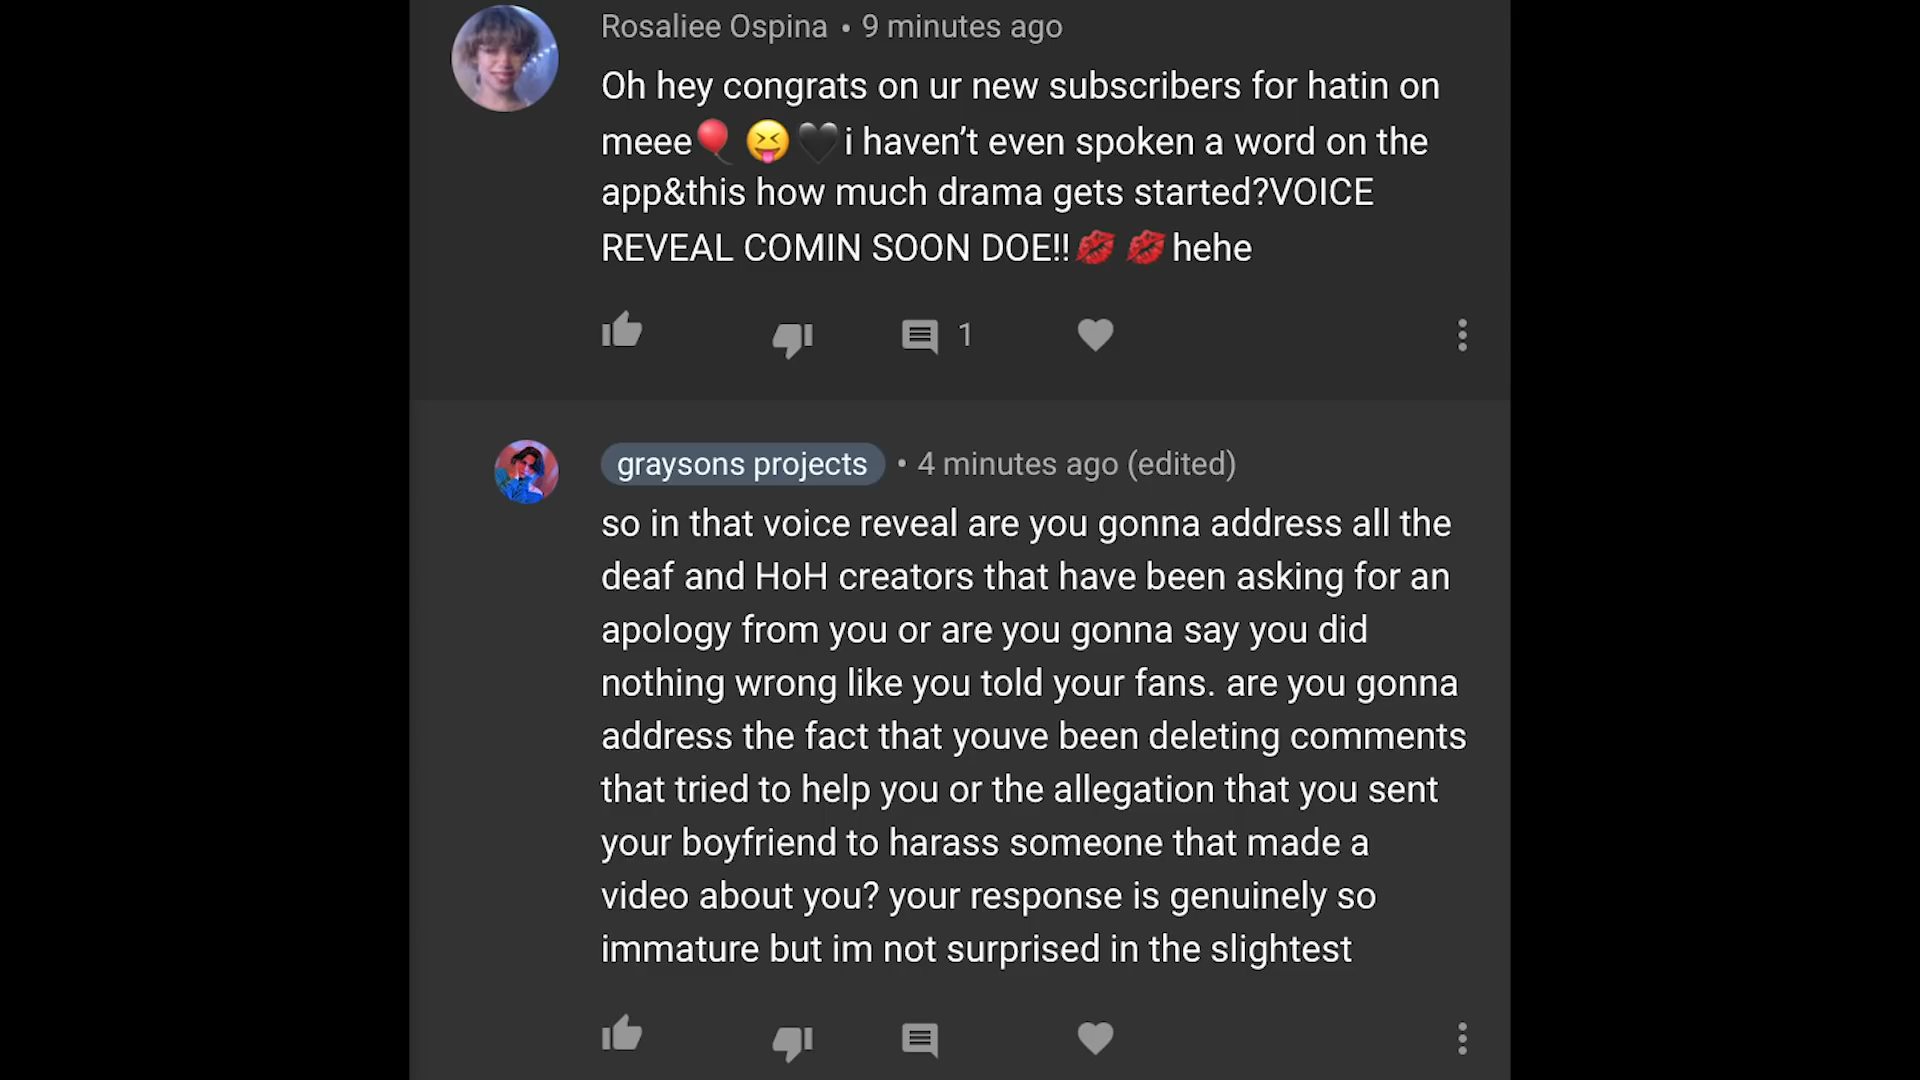 Rosaliee Ospina • 9 minutes ago
Oh hey congrats on ur new subscribers for hatin on
meee🎈😝🖤i haven't even spoken a word on the
app&this how much drama gets started?VOICE
REVEAL COMIN SOON DOE!!💋💋hehe
1
graysons projects • 4 minutes ago (edited)
so in that voice reveal are you gonna address all the
deaf and HoH creators that have been asking for an
apology from you or are you gonna say you did
nothing wrong like you told your fans. are you gonna
address the fact that youve been deleting comments
that tried to help you or the allegation that you sent
your boyfriend to harass someone that made a
video about you? your response is genuinely so
immature but im not surprised in the slightest